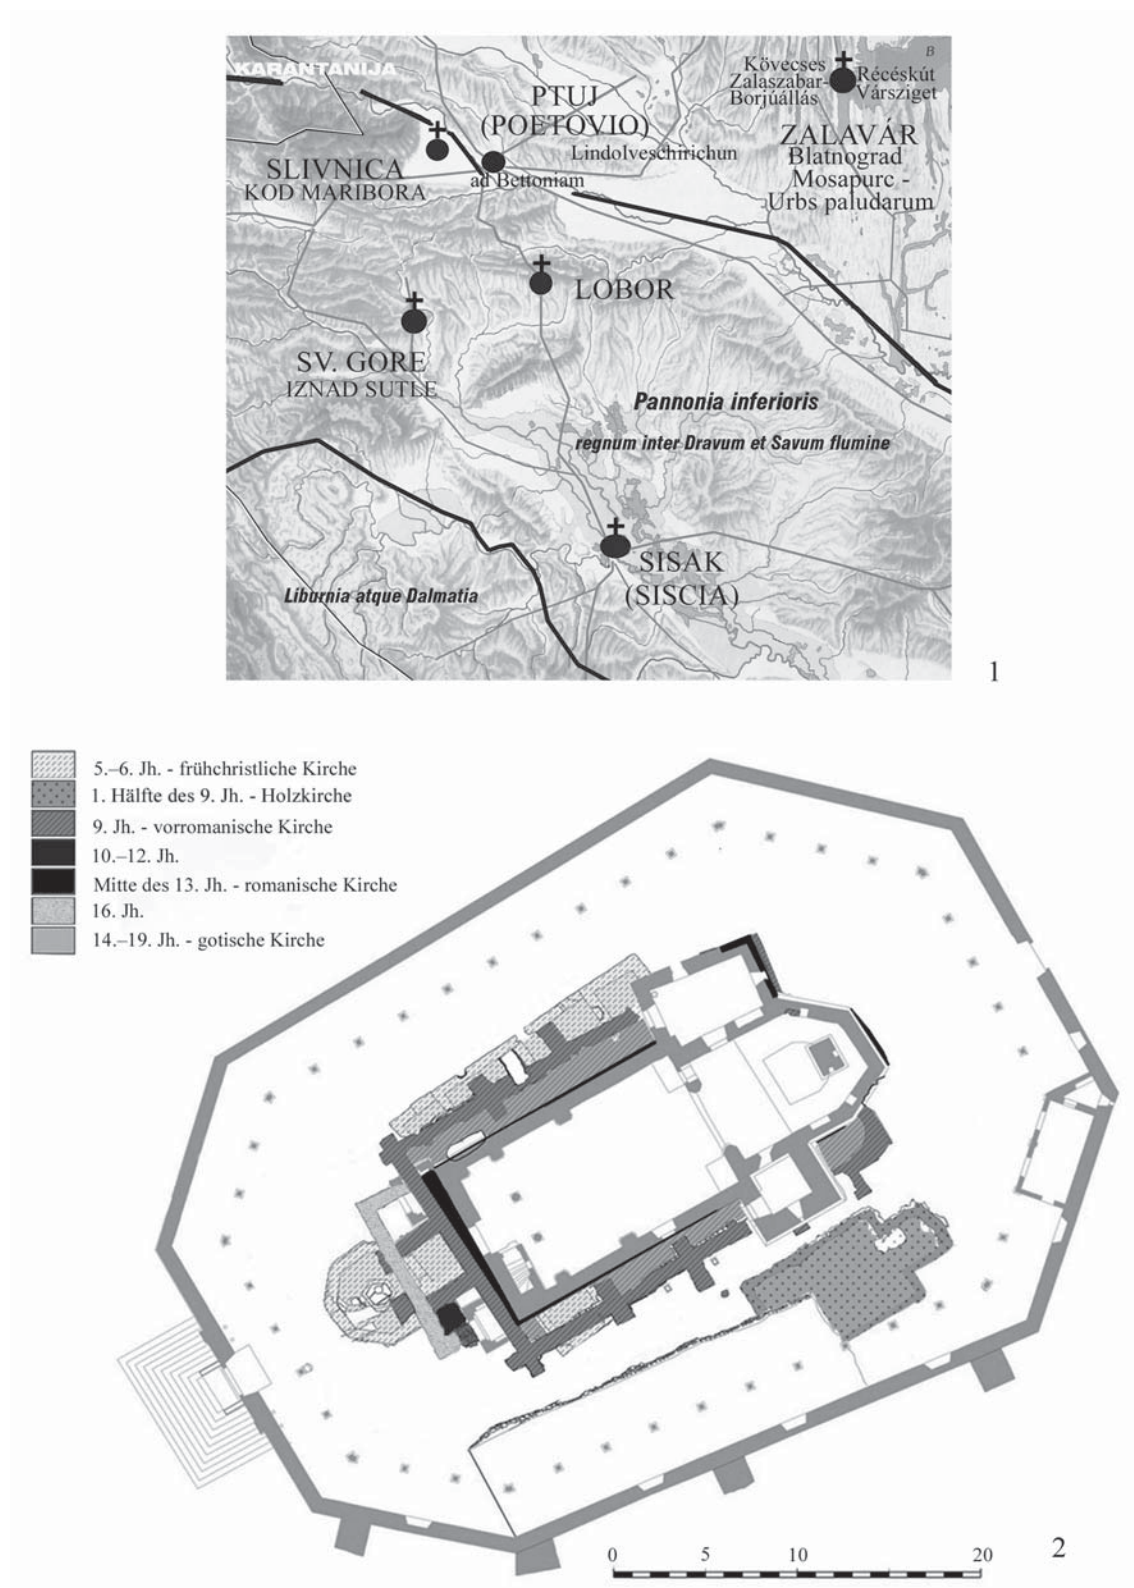 KARANTANIJA
B
Kövecses
Zalaszabar-
Borjúállás
Récéskút
Vársziget
PTUJ
(POETOVIO)
Lindolveschirichun
ZALAVÁR
Blatnograd
Mosapurc -
Urbs paludarum
SLIVNICA
KOD MARIBORA
ad Bettoniam
LOBOR
SV. GORE
IZNAD SUTLE
Pannonia inferioris
regnum inter Dravum et Savum flumine
SISAK
(SISCIA)
Liburnia atque Dalmatia
1
5.–6. Jh. - frühchristliche Kirche
1. Hälfte des 9. Jh. - Holzkirche
9. Jh. - vorromanische Kirche
10.–12. Jh.
Mitte des 13. Jh. - romanische Kirche
16. Jh.
14.–19. Jh. - gotische Kirche
0 5 10 20
2